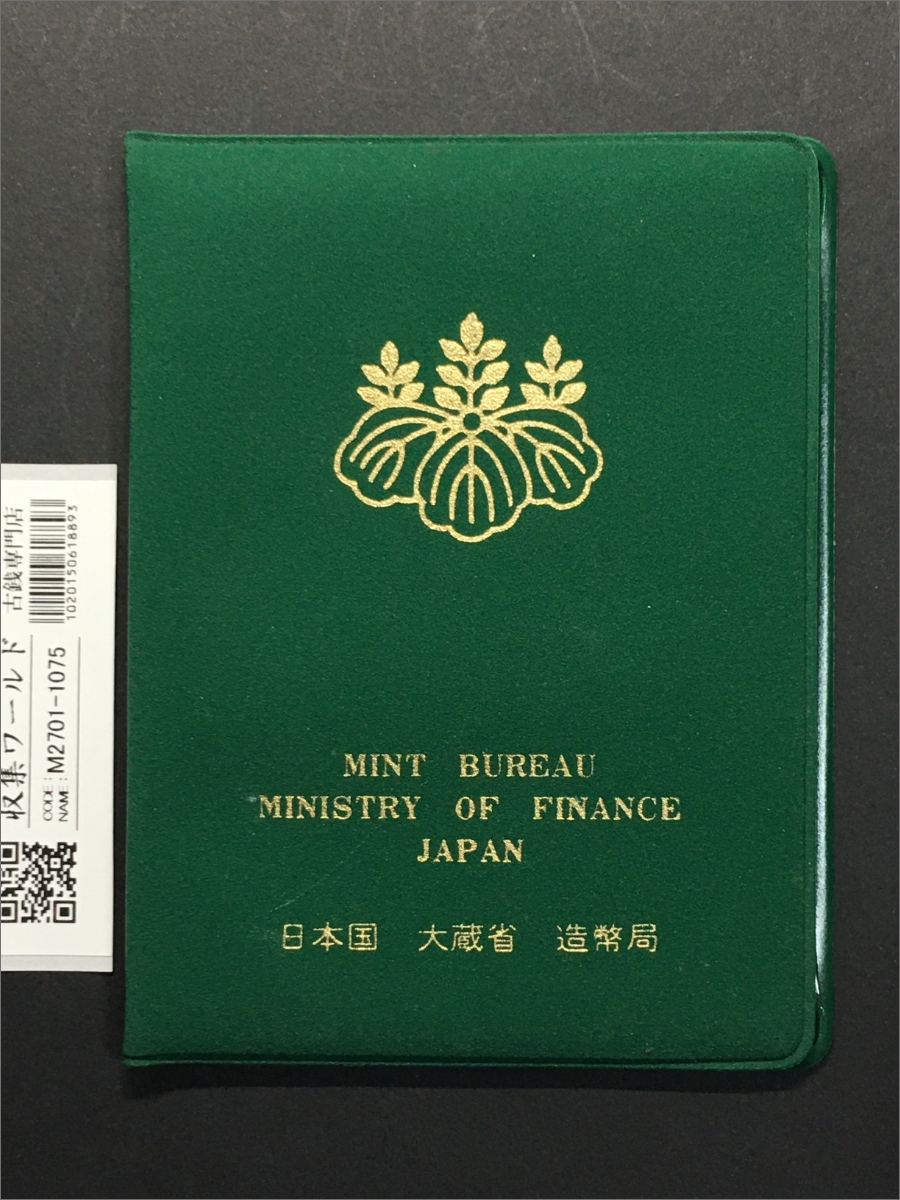 MINT BUREAU
MINISTRY OF FINANCE
JAPAN
日本国 大蔵省 造幣局
収集ワールド 古銭専門店
CODE:
NAME: M2701-1075
1020150618893